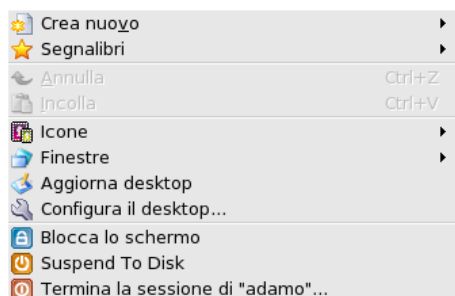 Crea nuovo
Segnalibri
Annulla Ctrl+Z
Incolla Ctrl+V
Icone
Finestre
Aggiorna desktop
Configura il desktop...
Blocca lo schermo
Suspend To Disk
Termina la sessione di "adamo"...